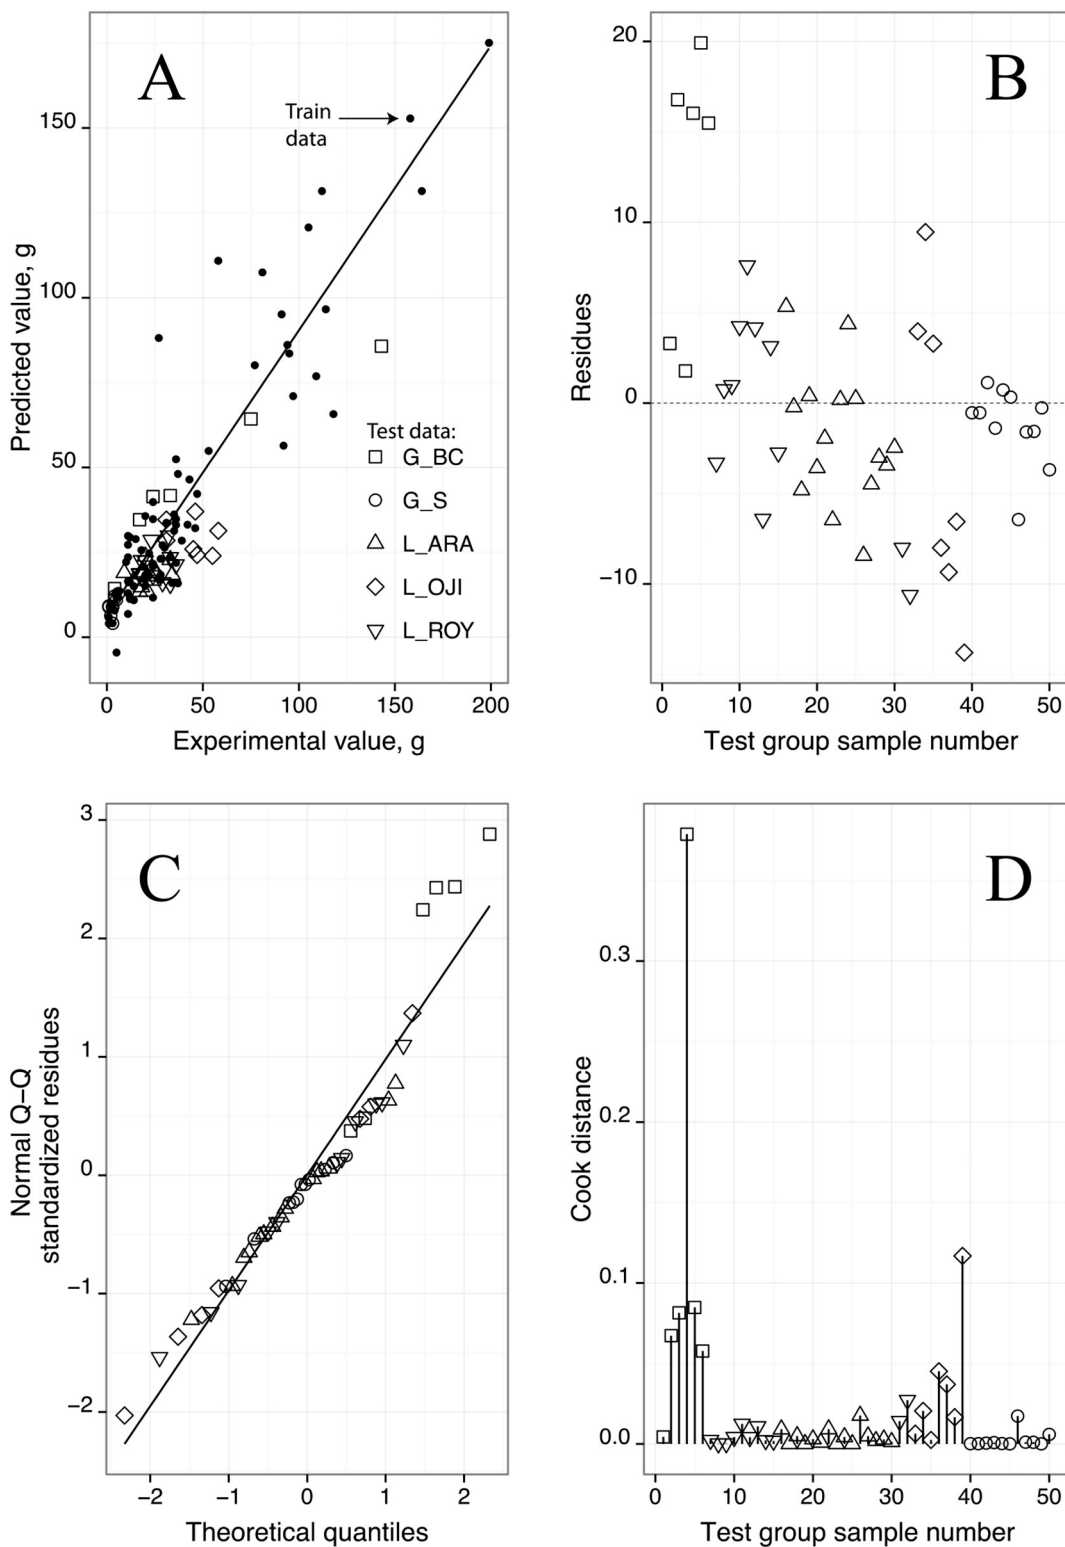 A
Train
data
150
100
50
0
Predicted value, g
Test data:
G_BC
G_S
L_ARA
L_OJI
L_ROY
0 50 100 150 200
Experimental value, g
B
20
10
0
−10
Residues
0 10 20 30 40 50
Test group sample number
C
3
2
1
0
−1
−2
Normal Q−Q
standardized residues
−2 −1 0 1 2
Theoretical quantiles
D
0.3
0.2
0.1
0.0
Cook distance
0 10 20 30 40 50
Test group sample number